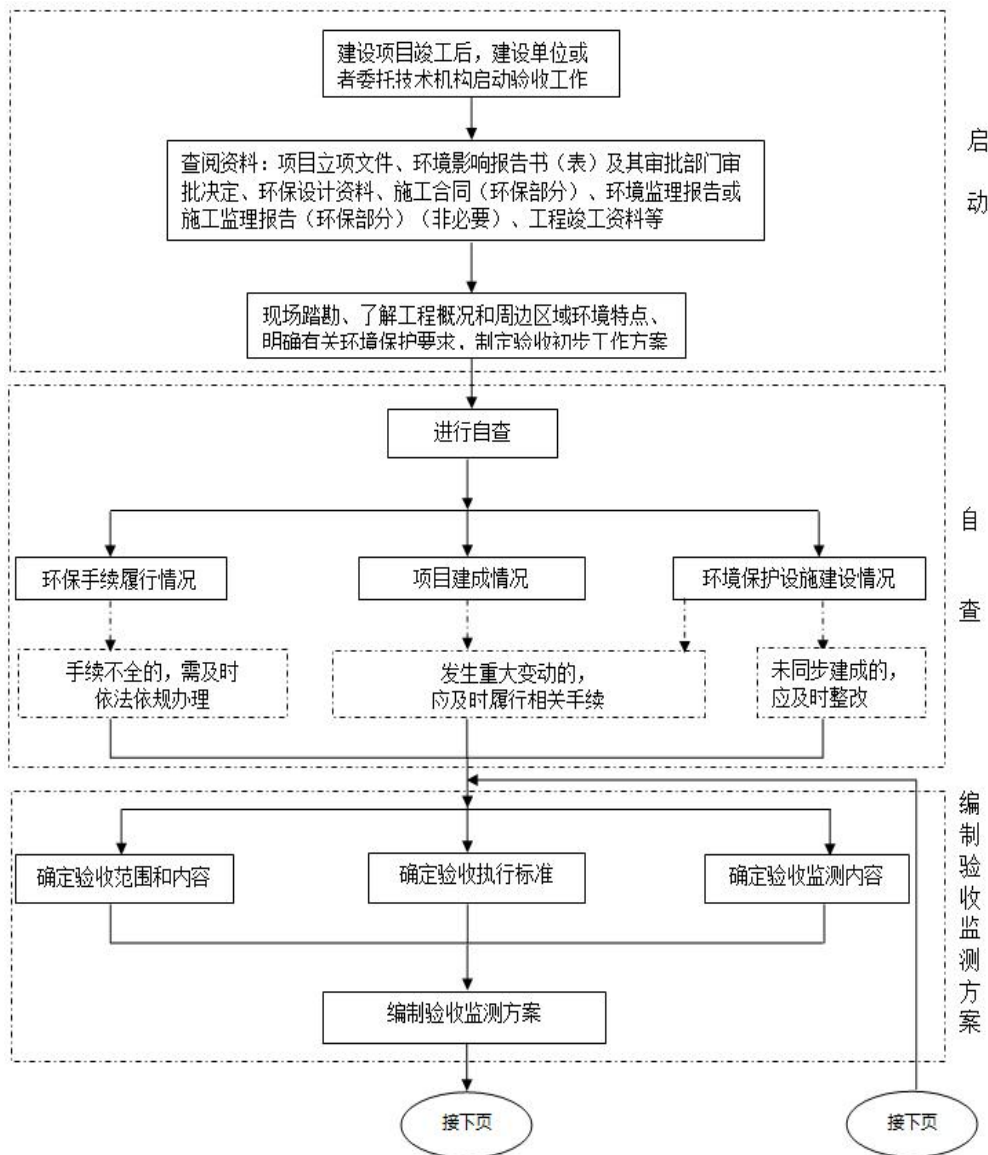 建设项目竣工后，建设单位或
者委托技术机构启动验收工作
启
动
查阅资料：项目立项文件、环境影响报告书（表）及其审批部门审
批决定、环保设计资料、施工合同（环保部分）、环境监理报告或
施工监理报告（环保部分）（非必要）、工程竣工资料等
现场踏勘、了解工程概况和周边区域环境特点、
明确有关环境保护要求，制定验收初步工作方案
进行自查
自
查
环保手续履行情况
项目建成情况
环境保护设施建设情况
手续不全的，需及时
依法依规办理
发生重大变动的，
应及时履行相关手续
未同步建成的，
应及时整改
编
制
验
收
监
测
方
案
确定验收范围和内容
确定验收执行标准
确定验收监测内容
编制验收监测方案
接下页
接下页